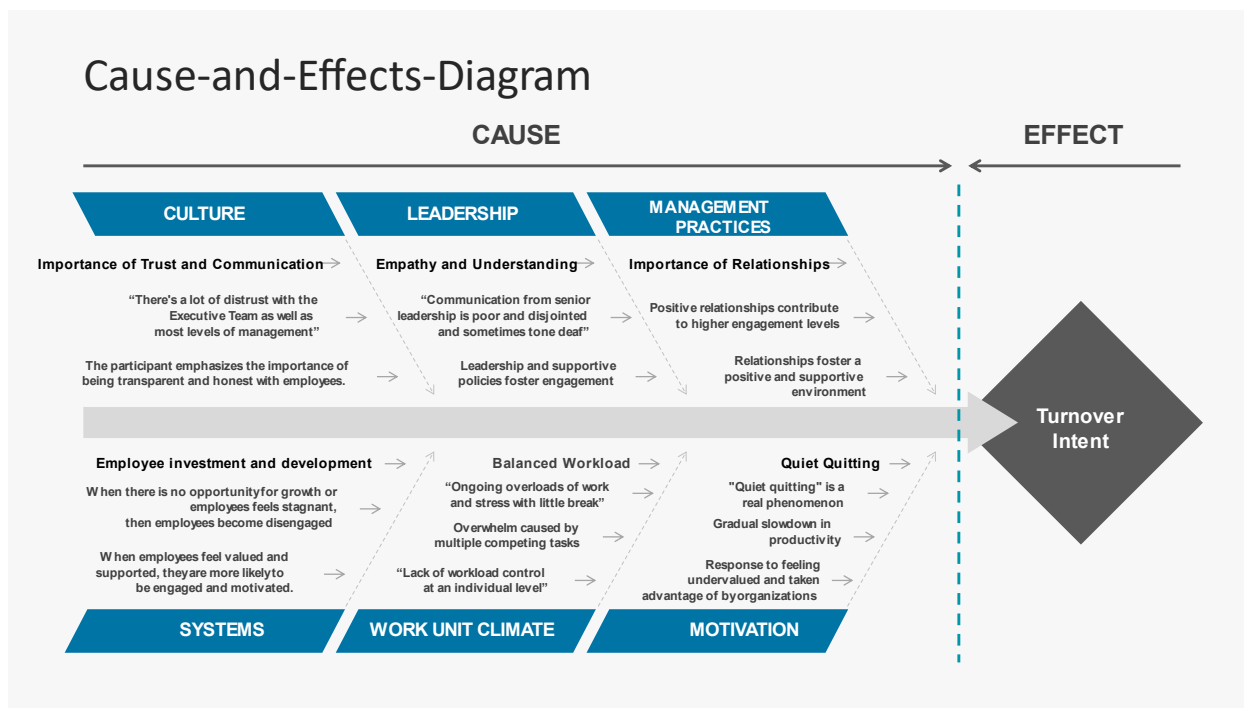 Cause-and-Effects-Diagram
CAUSE
EFFECT
CULTURE
LEADERSHIP
MANAGEMENT
PRACTICES
Importance of Trust and Communication
“There's a lot of distrust with the
Executive Team as well as
most levels of management”
The participant emphasizes the importance of
being transparent and honest with employees.
Empathy and Understanding
“Communication from senior
leadership is poor and disjointed
and sometimes tone deaf”
Leadership and supportive
policies foster engagement
Importance of Relationships
Positive relationships contribute
to higher engagement levels
Relationships foster a
positive and supportive
environment
Turnover
Intent
Employee investment and development
When there is no opportunityfor growth or
employees feels stagnant,
then employees become disengaged
When employees feel valued and
supported, theyare more likelyto
be engaged and motivated.
Balanced Workload
“Ongoing overloads of work
and stress with little break”
Overwhelm caused by
multiple competing tasks
“Lack of workload control
at an individual level”
Quiet Quitting
"Quiet quitting" is a
real phenomenon
Gradual slowdown in
productivity
Response to feeling
undervalued and taken
advantage of byorganizations
SYSTEMS
WORK UNIT CLIMATE
MOTIVATION